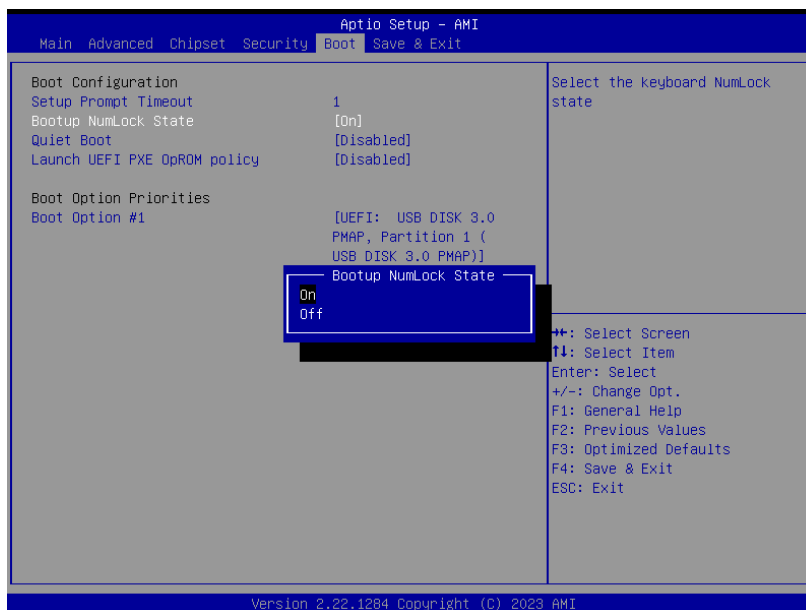 Aptio Setup – AMI
Main Advanced Chipset Security Boot Save & Exit
Boot Configuration
Setup Prompt Timeout 1
Bootup NumLock State [On]
Quiet Boot [Disabled]
Launch UEFI PXE OpROM policy [Disabled]
Boot Option Priorities
Boot Option #1 [UEFI: USB DISK 3.0
PMAP, Partition 1 (
USB DISK 3.0 PMAP)]
Bootup NumLock State
On
Off
Select the keyboard NumLock
state
→←: Select Screen
↑↓: Select Item
Enter: Select
+/-: Change Opt.
F1: General Help
F2: Previous Values
F3: Optimized Defaults
F4: Save & Exit
ESC: Exit
Version 2.22.1284 Copyright (C) 2023 AMI